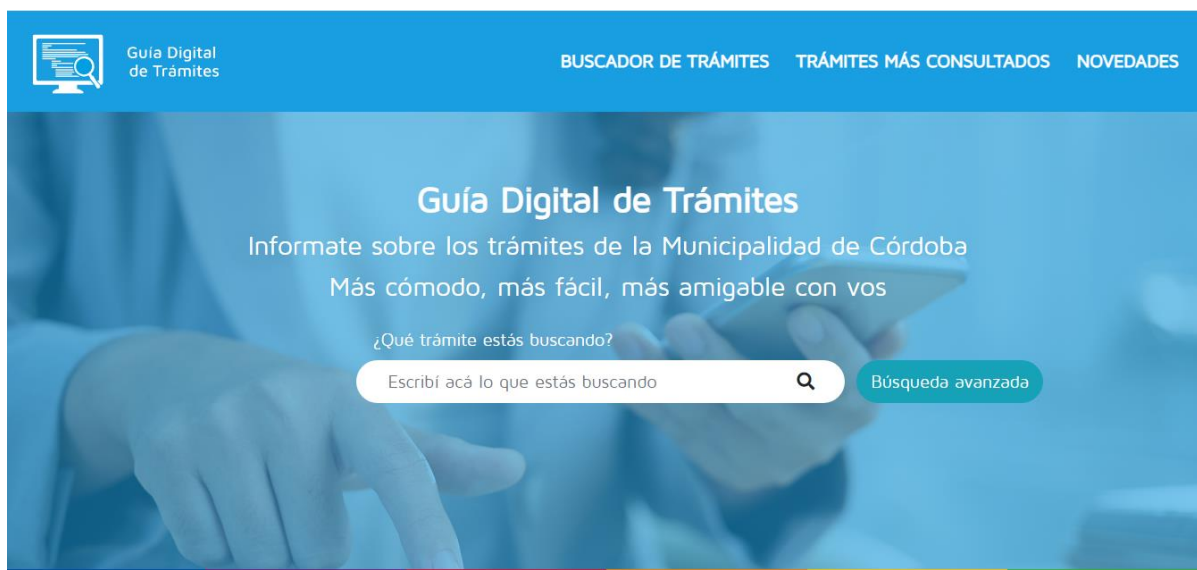 Guía Digital
de Trámites
BUSCADOR DE TRÁMITES TRÁMITES MÁS CONSULTADOS NOVEDADES
Guía Digital de Trámites
Informate sobre los trámites de la Municipalidad de Córdoba
Más cómodo, más fácil, más amigable con vos
¿Qué trámite estás buscando?
Escribí acá lo que estás buscando
Búsqueda avanzada